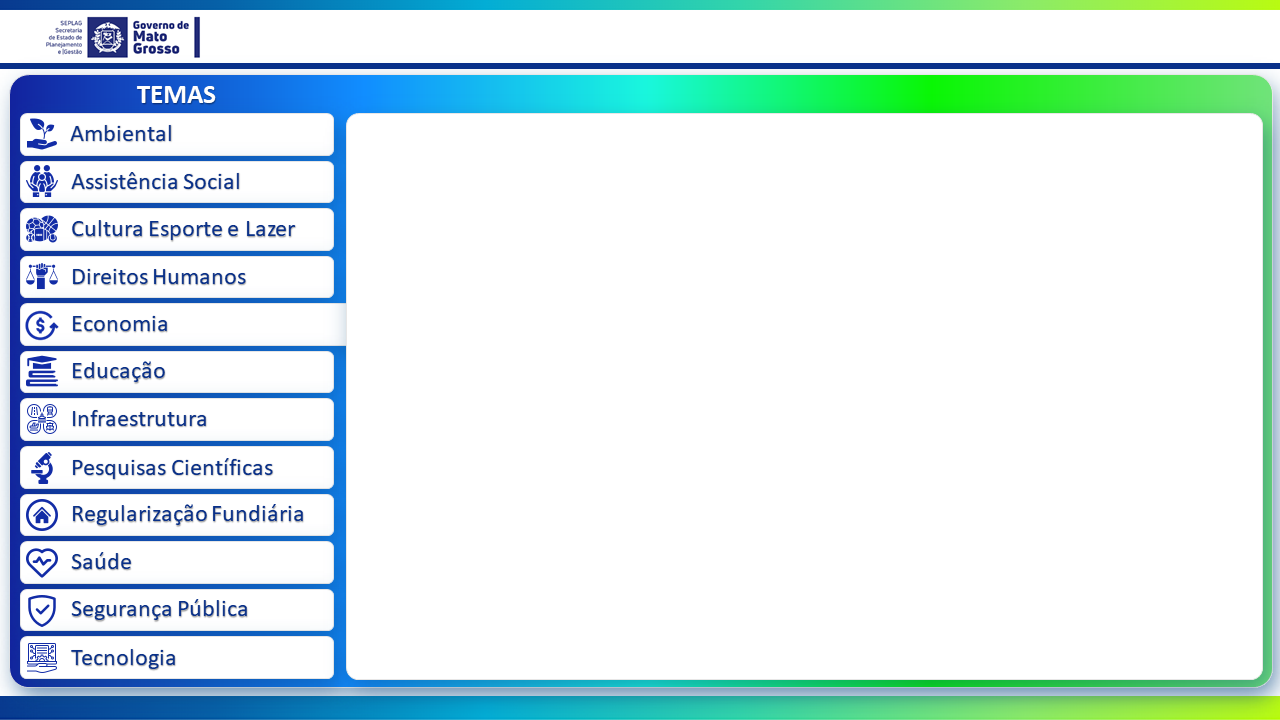 SEPLAG
Secretaria
de Estado de
Planejamento
e |Gestão
Governo de
Mato
Grosso
TEMAS
Ambiental
Assistência Social
Cultura Esporte e Lazer
Direitos Humanos
Economia
Educação
Infraestrutura
Pesquisas Científicas
Regularização Fundiária
Saúde
Segurança Pública
Tecnologia